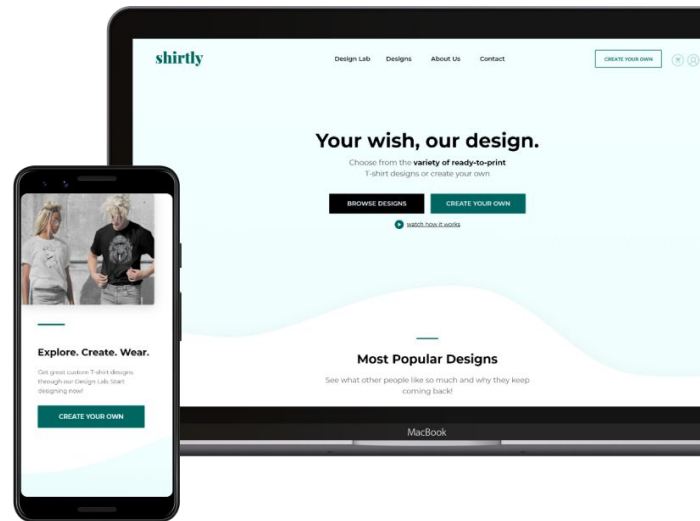 shirtly
Design Lab Designs About Us Contact
CREATE YOUR OWN
Your wish, our design.
Choose from the variety of ready-to-print
T-shirt designs or create your own
BROWSE DESIGNS CREATE YOUR OWN
watch how it works
Most Popular Designs
See what other people like so much and why they keep
coming back!
MacBook
Explore. Create. Wear.
Get great custom T-shirt designs
through our Design Lab. Start
designing now!
CREATE YOUR OWN